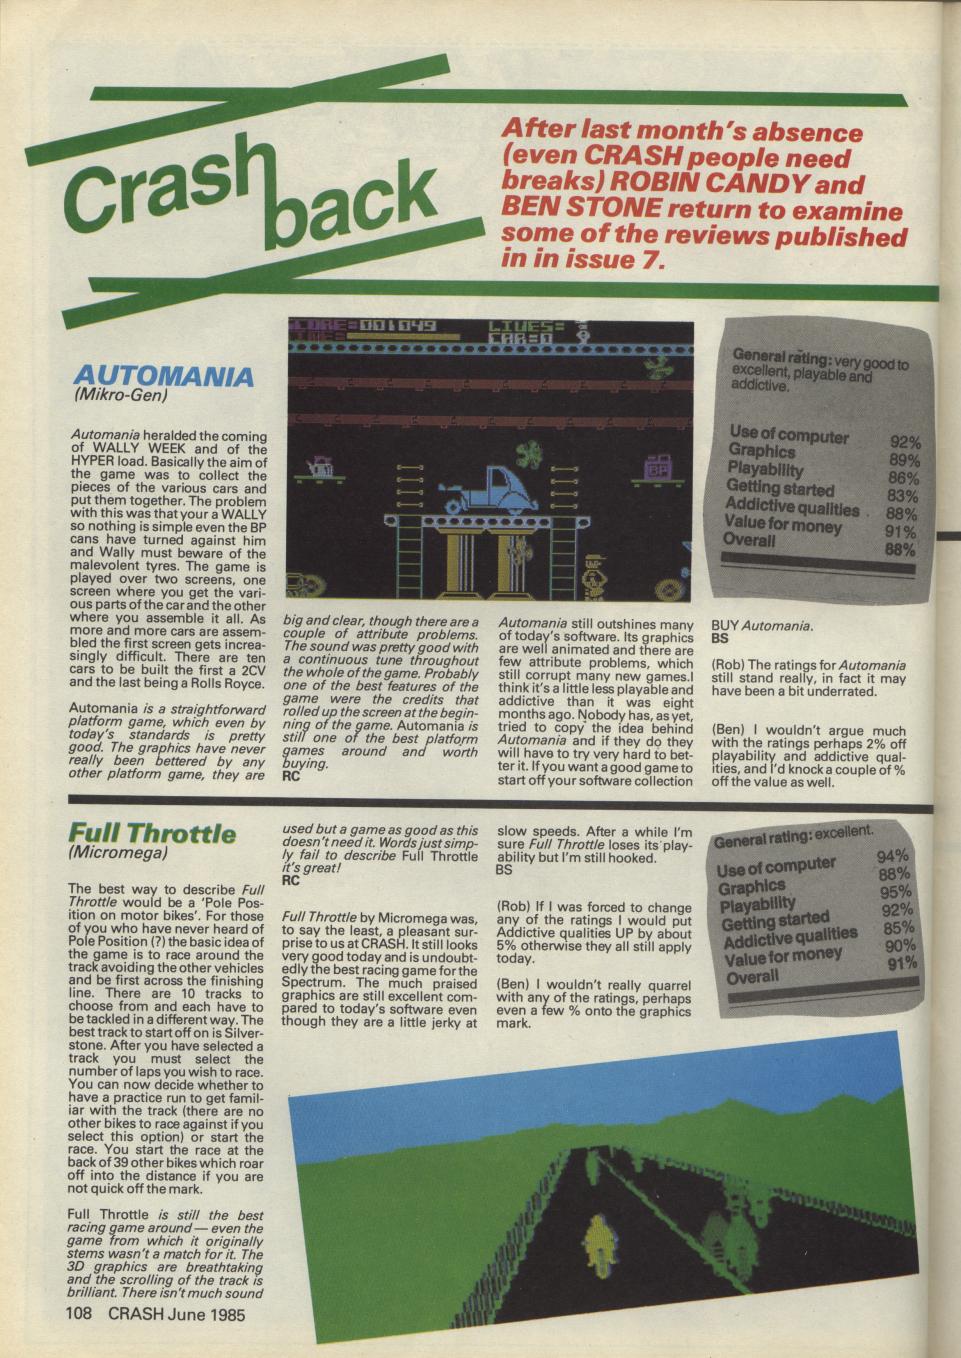 Crash
back
After last month's absence
(even CRASH people need
breaks) ROBIN CANDY and
BEN STONE return to examine
some of the reviews published
in in issue 7.
AUTOMANIA
(Mikro-Gen)
Automania heralded the coming
of WALLY WEEK and of the
HYPER load. Basically the aim of
the game was to collect the
pieces of the various cars and
put them together. The problem
with this was that your a WALLY
so nothing is simple even the BP
cans have turned against him
and Wally must beware of the
malevolent tyres. The game is
played over two screens, one
screen where you get the vari-
ous parts of the car and the other
where you assemble it all. As
more and more cars are assem-
bled the first screen gets increa-
singly difficult. There are ten
cars to be built the first a 2CV
and the last being a Rolls Royce.
Automania is a straightforward
platform game, which even by
today's standards is pretty
good. The graphics have never
really been bettered by any
other platform game, they are
SCORE=001049
LIVES=
TIME=
CAR=0
BP
big and clear, though there are a
couple of attribute problems.
The sound was pretty good with
a continuous tune throughout
the whole of the game. Probably
one of the best features of the
game were the credits that
rolled up the screen at the begin-
ning of the game. Automania is
still one of the best platform
games around and worth
buying.
RC
Automania still outshines many
of today's software. Its graphics
are well animated and there are
few attribute problems, which
still corrupt many new games.I
think it's a little less playable and
addictive than it was eight
months ago. Nobody has, as yet,
tried to copy the idea behind
Automania and if they do they
will have to try very hard to bet-
ter it. If you want a good game to
start off your software collection
General rating: very good to
excellent, playable and
addictive.
Use of computer 92%
Graphics 89%
Playability 86%
Getting started 83%
Addictive qualities 88%
Value for money 91%
Overall 88%
BUY Automania.
BS
(Rob) The ratings for Automania
still stand really, in fact it may
have been a bit underrated.
(Ben) I wouldn't argue much
with the ratings perhaps 2% off
playability and addictive qual-
ities, and I'd knock a couple of %
off the value as well.
Full Throttle
(Micromega)
The best way to describe Full
Throttle would be a 'Pole Pos-
ition on motor bikes'. For those
of you who have never heard of
Pole Position (?) the basic idea of
the game is to race around the
track avoiding the other vehicles
and be first across the finishing
line. There are 10 tracks to
choose from and each have to
be tackled in a different way. The
best track to start off on is Silver-
stone. After you have selected a
track you must select the
number of laps you wish to race.
You can now decide whether to
have a practice run to get famil-
iar with the track (there are no
other bikes to race against if you
select this option) or start the
race. You start the race at the
back of 39 other bikes which roar
off into the distance if you are
not quick off the mark.
Full Throttle is still the best
racing game around — even the
game from which it originally
stems wasn't a match for it. The
3D graphics are breathtaking
and the scrolling of the track is
brilliant. There isn't much sound
used but a game as good as this
doesn't need it. Words just simp-
ly fail to describe Full Throttle
it's great!
RC
Full Throttle by Micromega was,
to say the least, a pleasant sur-
prise to us at CRASH. It still looks
very good today and is undoubt-
edly the best racing game for the
Spectrum. The much praised
graphics are still excellent com-
pared to today's software even
though they are a little jerky at
slow speeds. After a while I'm
sure Full Throttle loses its play-
ability but I'm still hooked.
BS
(Rob) If I was forced to change
any of the ratings I would put
Addictive qualities UP by about
5% otherwise they all still apply
today.
(Ben) I wouldn't really quarrel
with any of the ratings, perhaps
even a few % onto the graphics
mark.
General rating: excellent.
Use of computer 94%
Graphics 88%
Playability 95%
Getting started 92%
Addictive qualities 85%
Value for money 90%
Overall 91%
108 CRASH June 1985